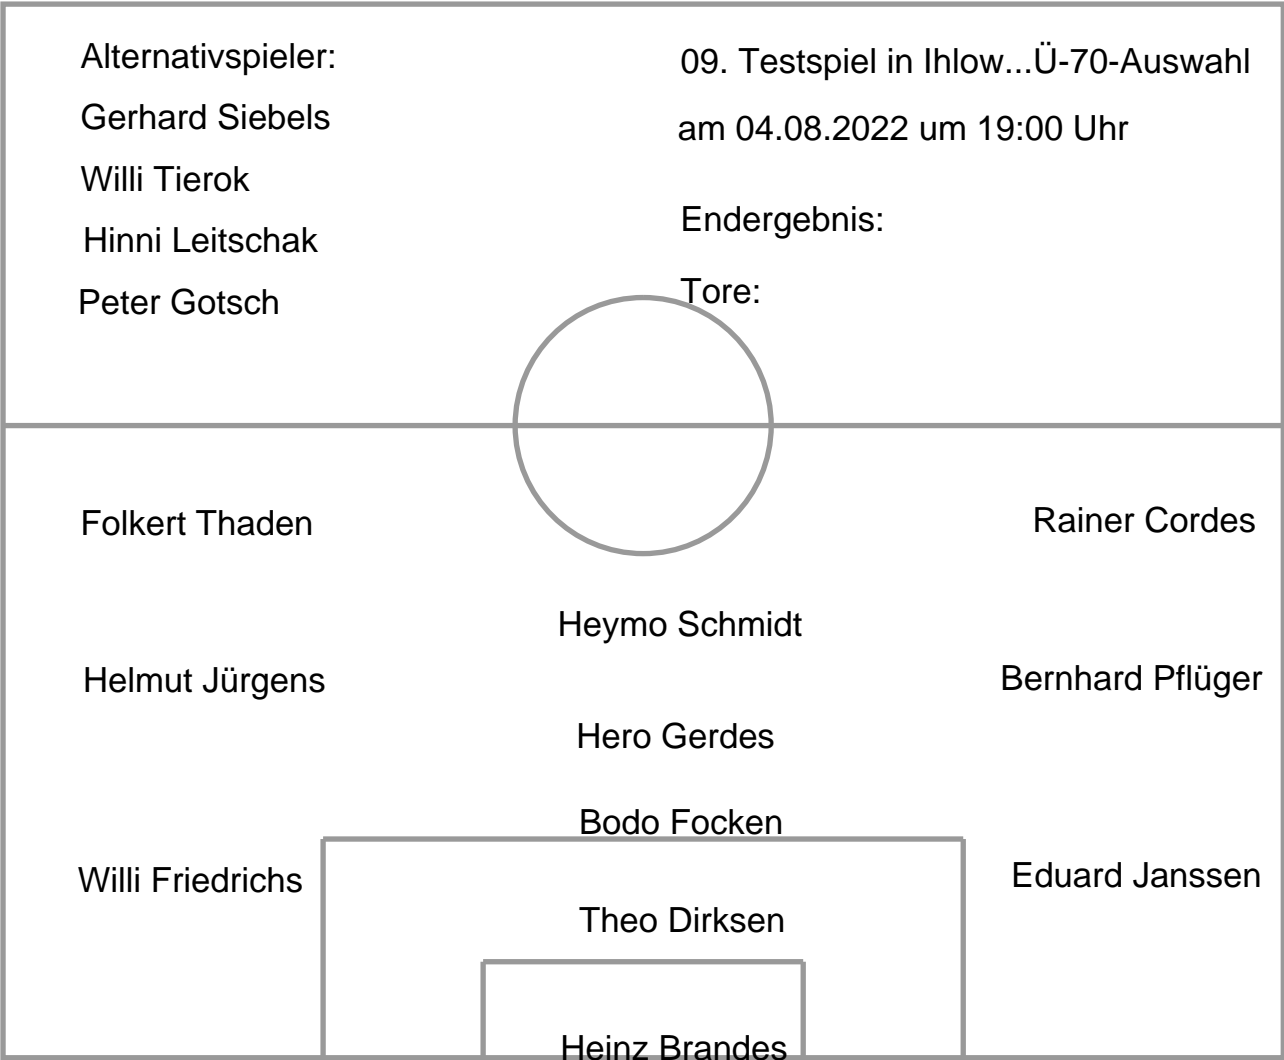 Alternativspieler:
Gerhard Siebels
Willi Tierok
Hinni Leitschak
Peter Gotsch
09. Testspiel in Ihlow...Ü-70-Auswahl
am 04.08.2022 um 19:00 Uhr
Endergebnis:
Tore:
Folkert Thaden
Rainer Cordes
Heymo Schmidt
Helmut Jürgens
Bernhard Pflüger
Hero Gerdes
Bodo Focken
Willi Friedrichs
Eduard Janssen
Theo Dirksen
Heinz Brandes